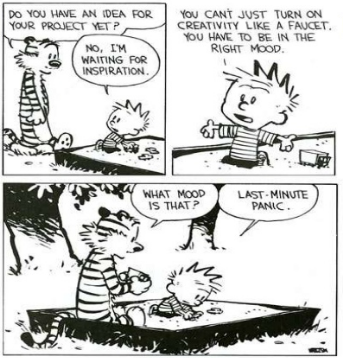 DO YOU HAVE AN IDEA FOR
YOUR PROJECT YET?
NO, I'M
WAITING FOR
INSPIRATION.
YOU CAN'T JUST TURN ON
CREATIVITY LIKE A FAUCET.
YOU HAVE TO BE IN THE
RIGHT MOOD.
WHAT MOOD
IS THAT?
LAST-MINUTE
PANIC.